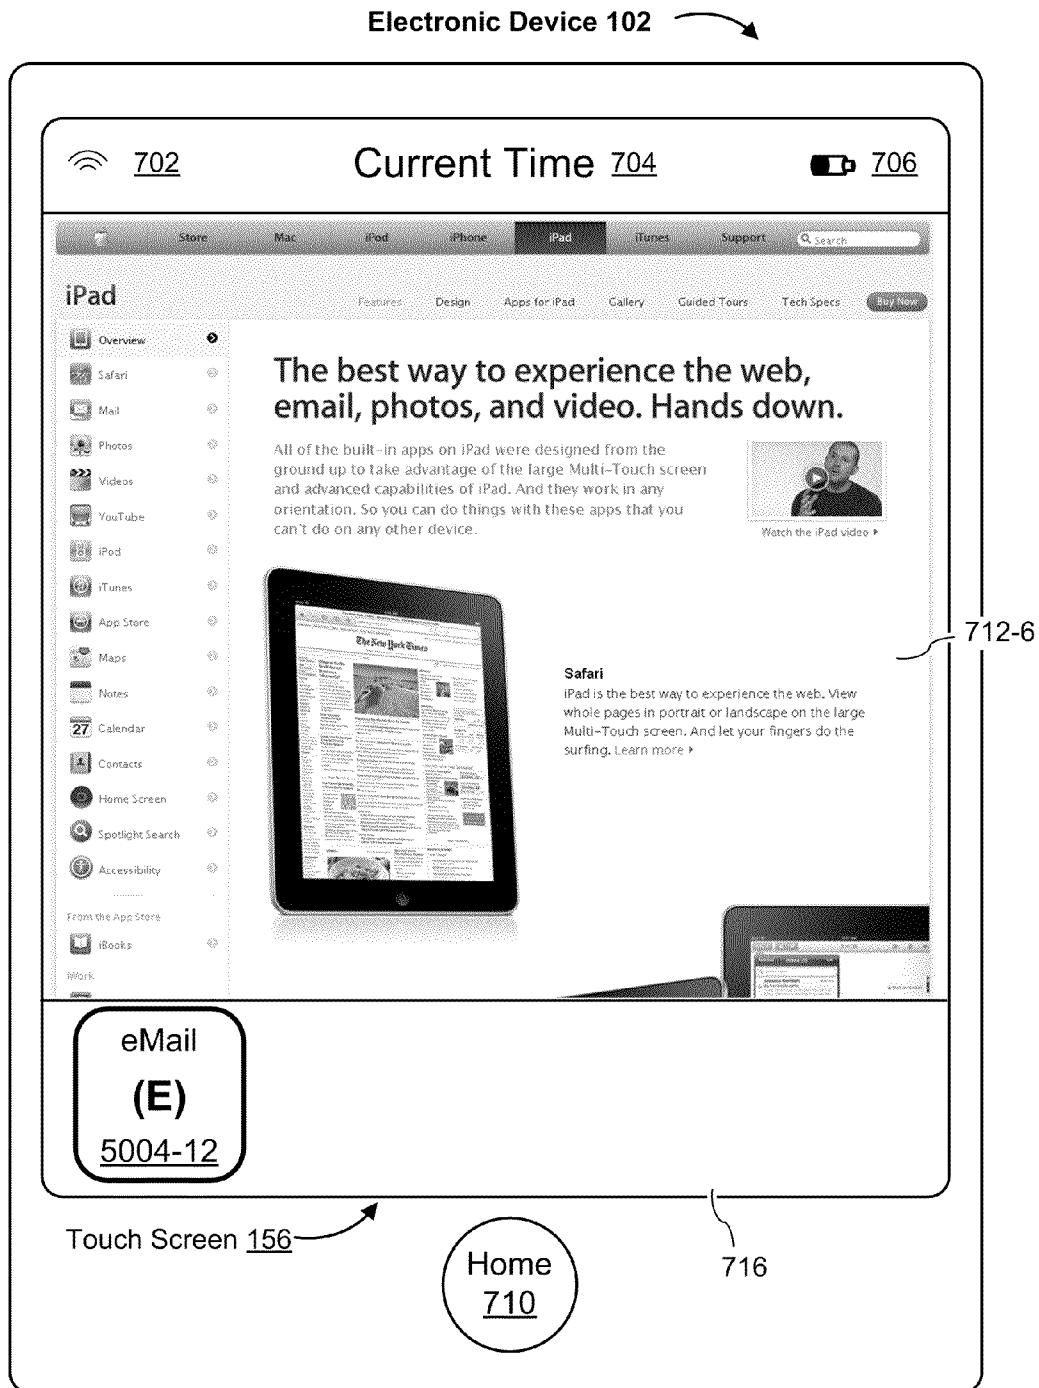 Electronic Device 102
702
Current Time 704
706
Store Mac iPod iPhone iPad iTunes Support Search
iPad
Features Design Apps for iPad Gallery Guided Tours Tech Specs Buy Now
Overview
Safari
Mail
Photos
Videos
YouTube
iPod
iTunes
App Store
Maps
Notes
27 Calendar
Contacts
Home Screen
Spotlight Search
Accessibility
From the App Store
iBooks
iWork
The best way to experience the web,
email, photos, and video. Hands down.
All of the built-in apps on iPad were designed from the
ground up to take advantage of the large Multi-Touch screen
and advanced capabilities of iPad. And they work in any
orientation. So you can do things with these apps that you
can't do on any other device.
Watch the iPad video
The New York Times
712-6
Safari
iPad is the best way to experience the web. View
whole pages in portrait or landscape on the large
Multi-Touch screen. And let your fingers do the
surfing. Learn more
eMail
(E)
5004-12
Touch Screen 156
716
Home
710